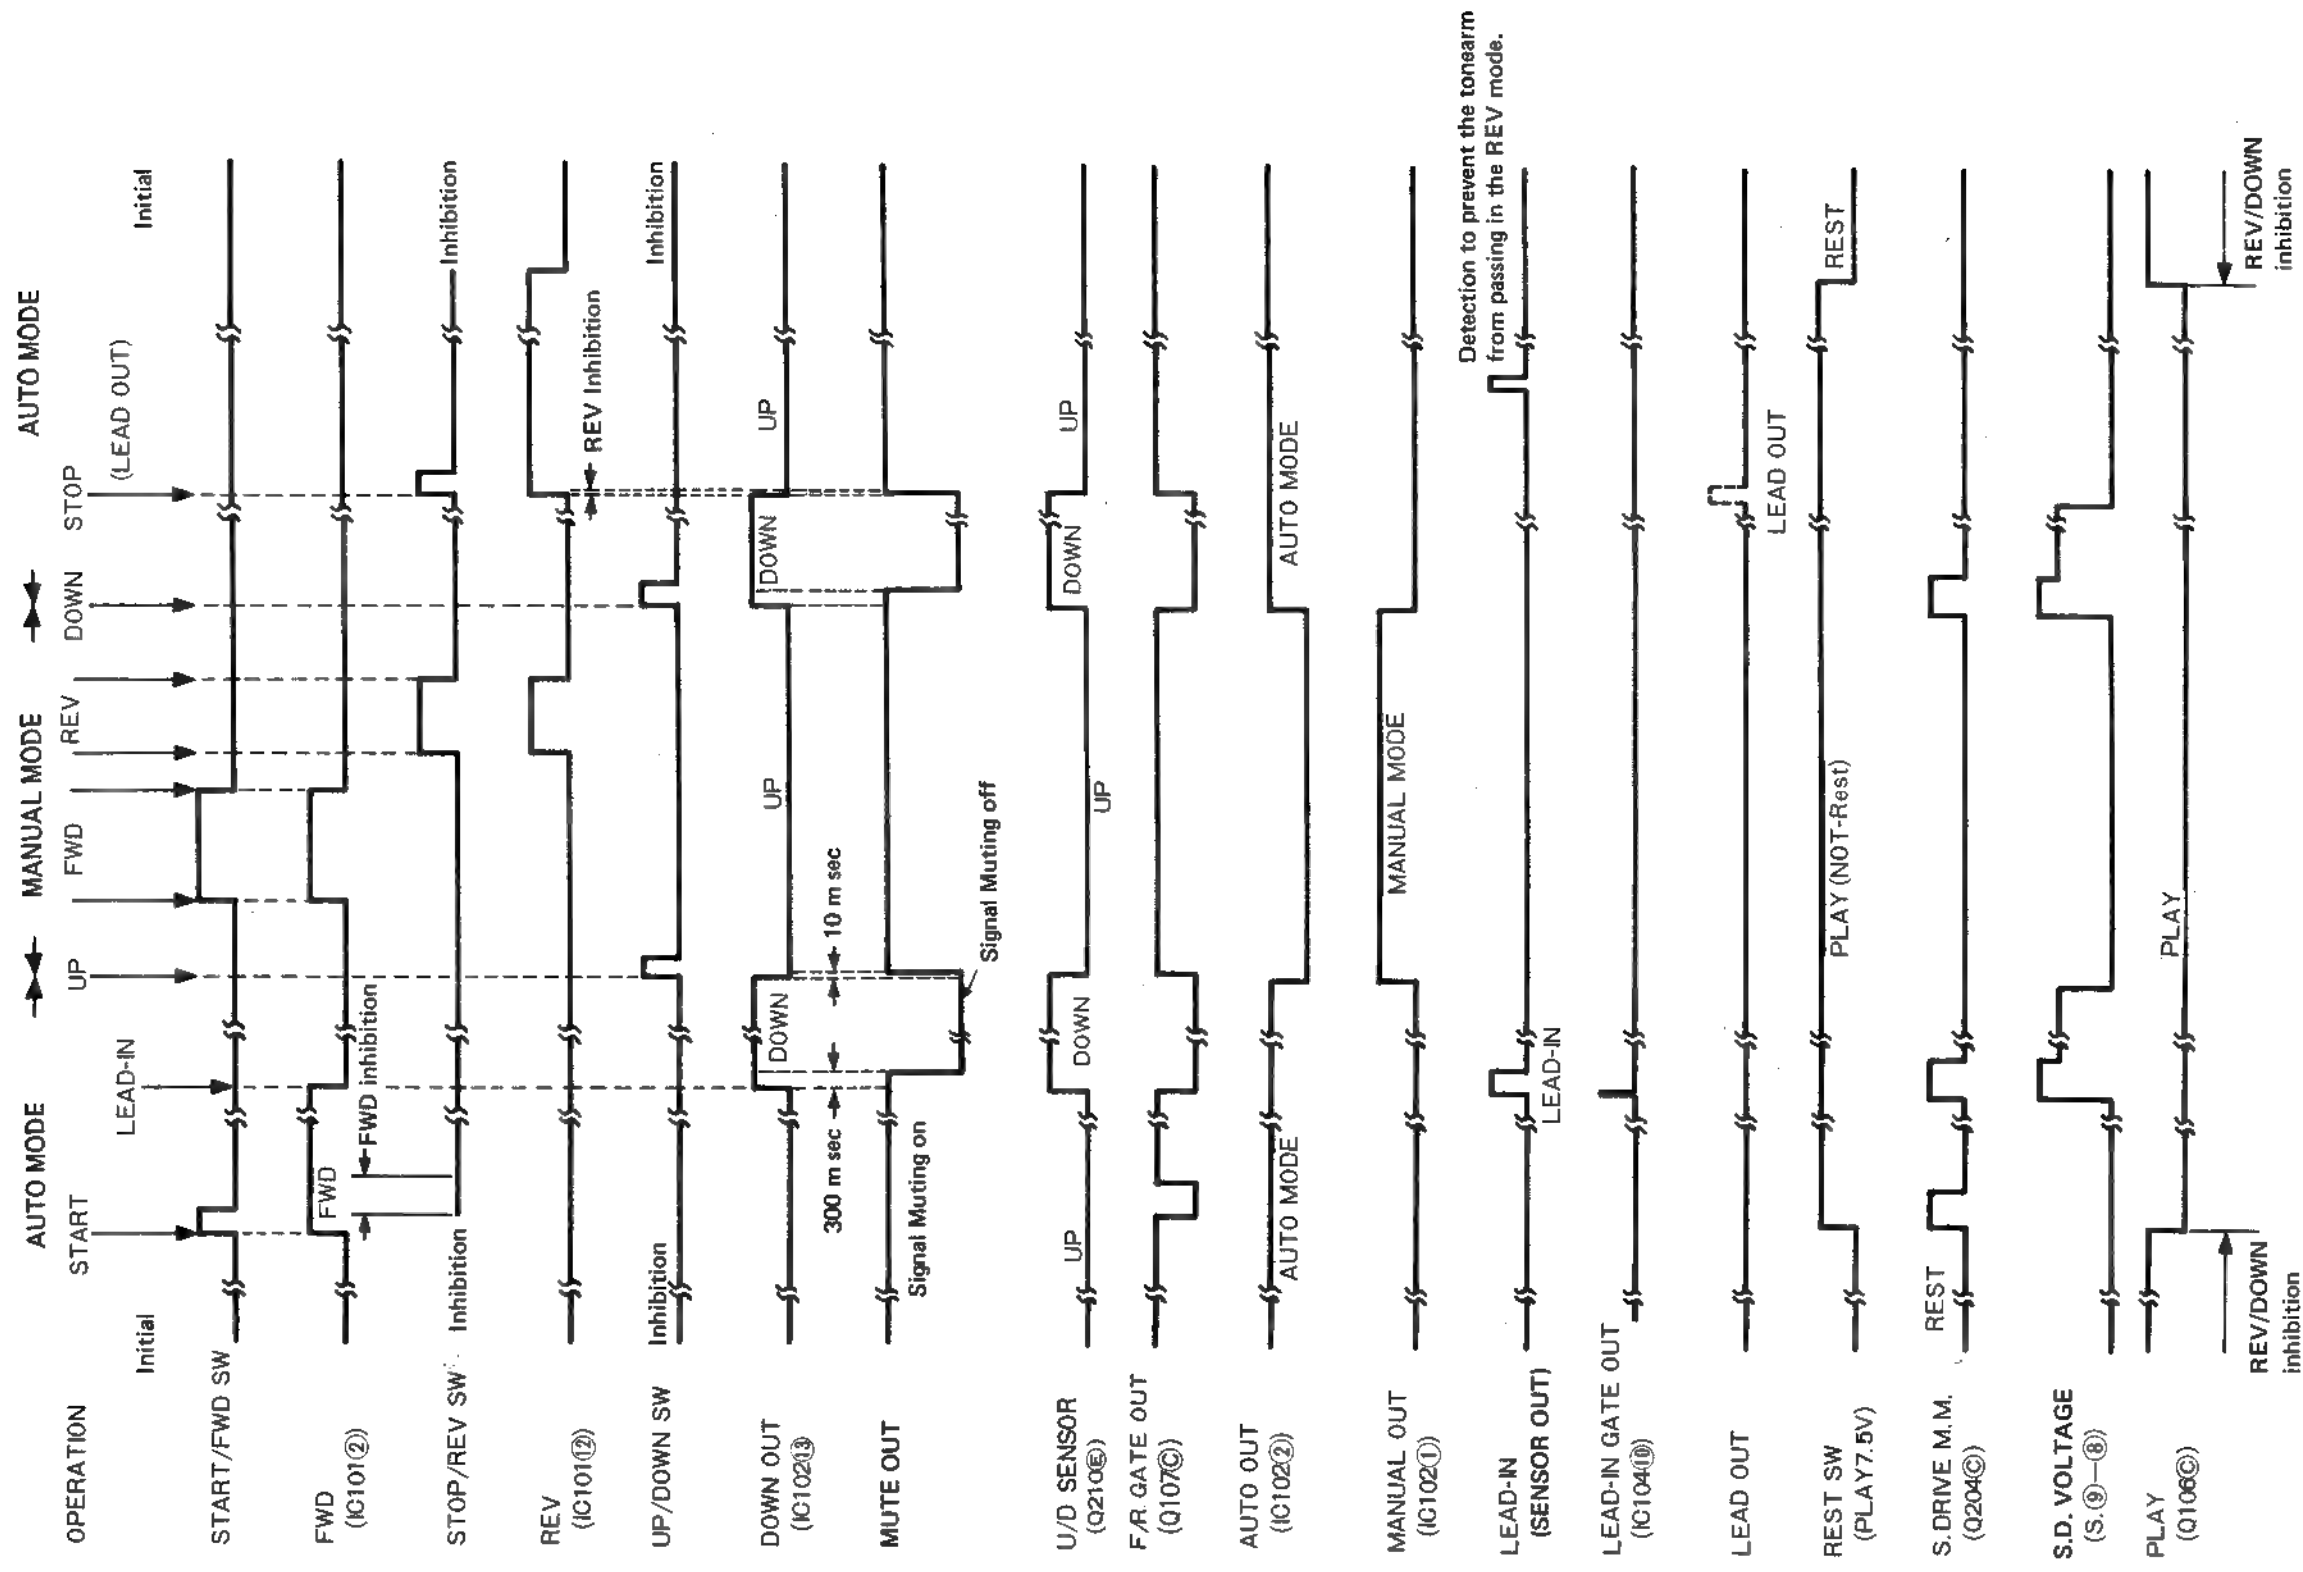 OPERATION
Initial
AUTO MODE
START
LEAD-IN
UP
MANUAL MODE
FWD
REV
DOWN
STOP
AUTO MODE
(LEAD OUT)
Initial
START/FWD SW
FWD
(IC101②)
FWD
FWD inhibition
STOP/REV SW
Inhibition
Inhibition
REV
(IC101⑫)
REV Inhibition
UP/DOWN SW
Inhibition
Inhibition
DOWN OUT
(IC102⑬)
DOWN
UP
DOWN
UP
300 m sec
10 m sec
MUTE OUT
Signal Muting on
Signal Muting off
U/D SENSOR
(Q210Ⓔ)
UP
DOWN
UP
DOWN
UP
F/R. GATE OUT
(Q107Ⓒ)
AUTO OUT
(IC102②)
AUTO MODE
AUTO MODE
MANUAL OUT
(IC102①)
MANUAL MODE
LEAD-IN
(SENSOR OUT)
LEAD-IN
Detection to prevent the tonearm
from passing in the REV mode.
LEAD-IN GATE OUT
(IC104⑩)
LEAD OUT
LEAD OUT
REST SW
(PLAY7.5V)
PLAY (NOT-Rest)
REST
S. DRIVE M.M.
(Q204Ⓒ)
REST
S.D. VOLTAGE
(S.⑨—⑧)
PLAY
(Q106Ⓒ)
PLAY
REV/DOWN
inhibition
REV/DOWN
inhibition